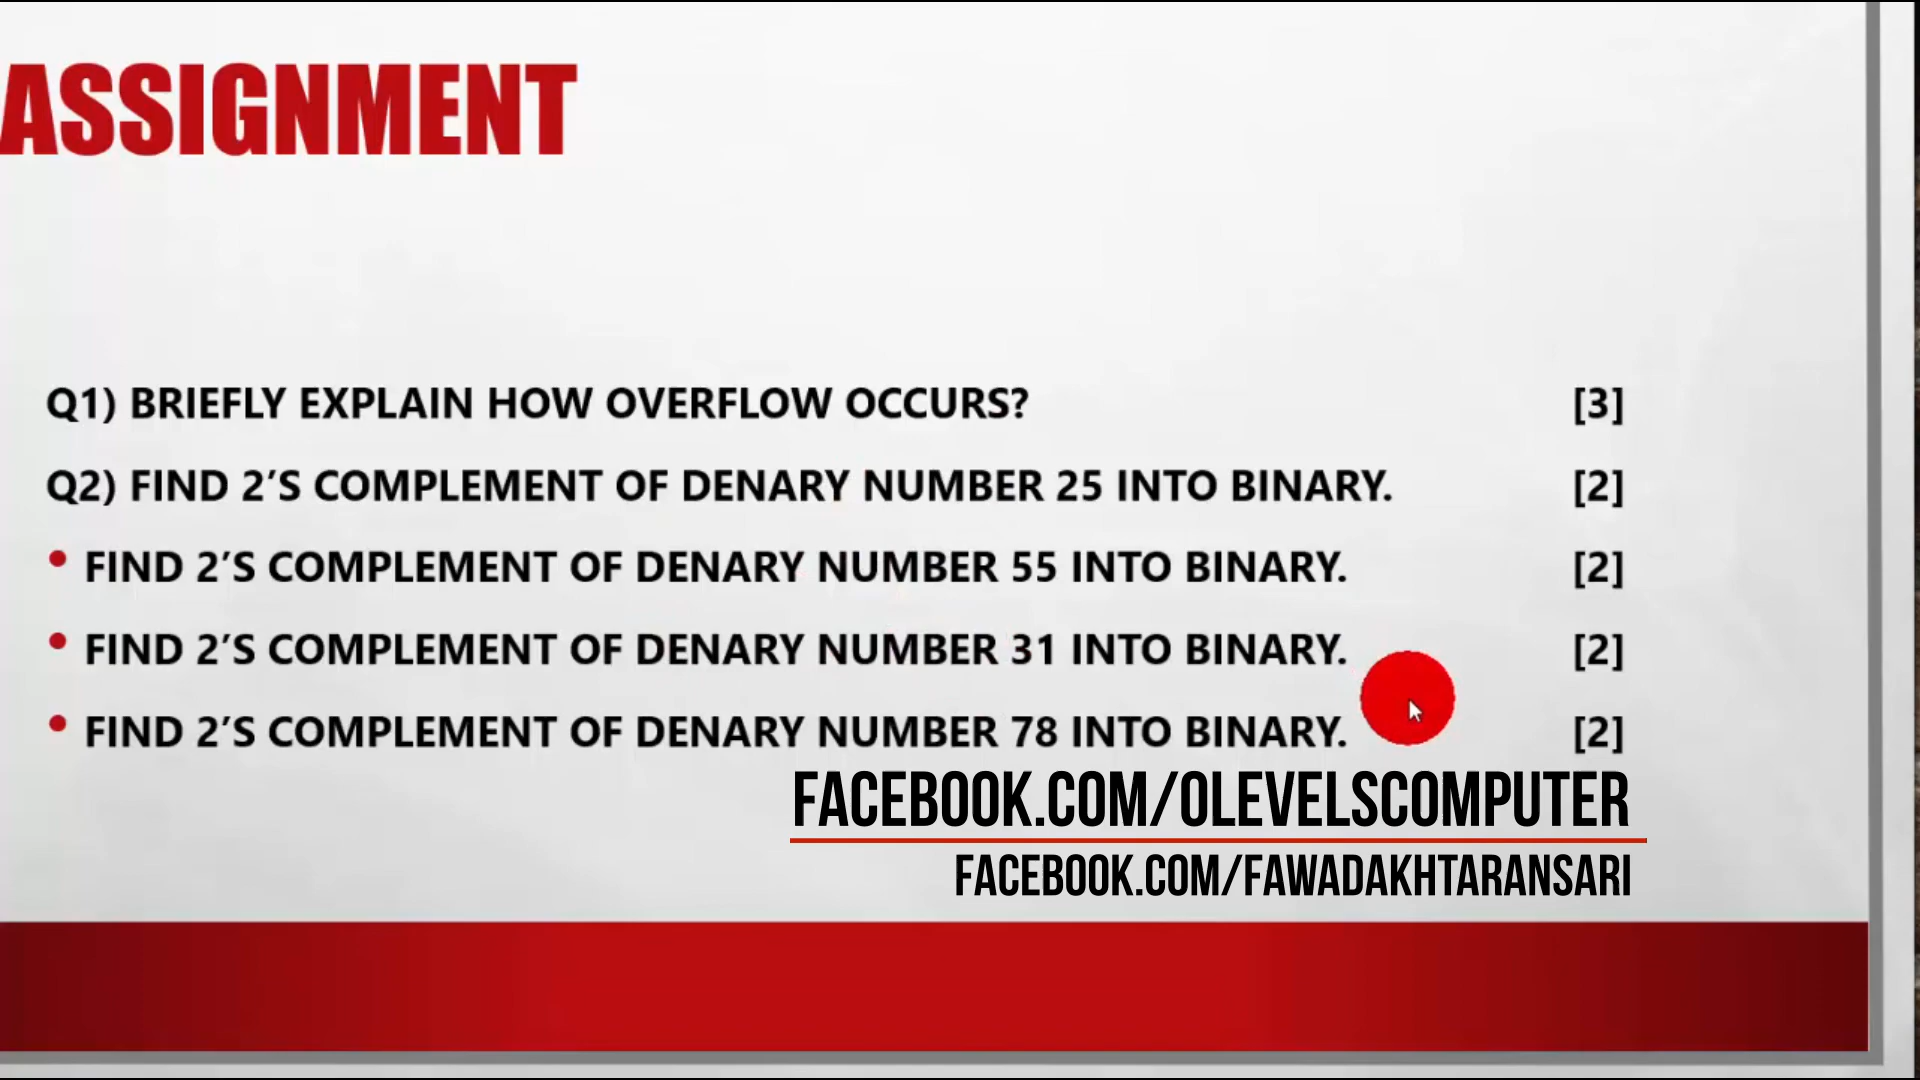 ASSIGNMENT
Q1) BRIEFLY EXPLAIN HOW OVERFLOW OCCURS? [3]
Q2) FIND 2’S COMPLEMENT OF DENARY NUMBER 25 INTO BINARY. [2]
• FIND 2’S COMPLEMENT OF DENARY NUMBER 55 INTO BINARY. [2]
• FIND 2’S COMPLEMENT OF DENARY NUMBER 31 INTO BINARY. [2]
• FIND 2’S COMPLEMENT OF DENARY NUMBER 78 INTO BINARY. [2]
FACEBOOK.COM/OLEVELSCOMPUTER
FACEBOOK.COM/FAWADAKHTARANSARI